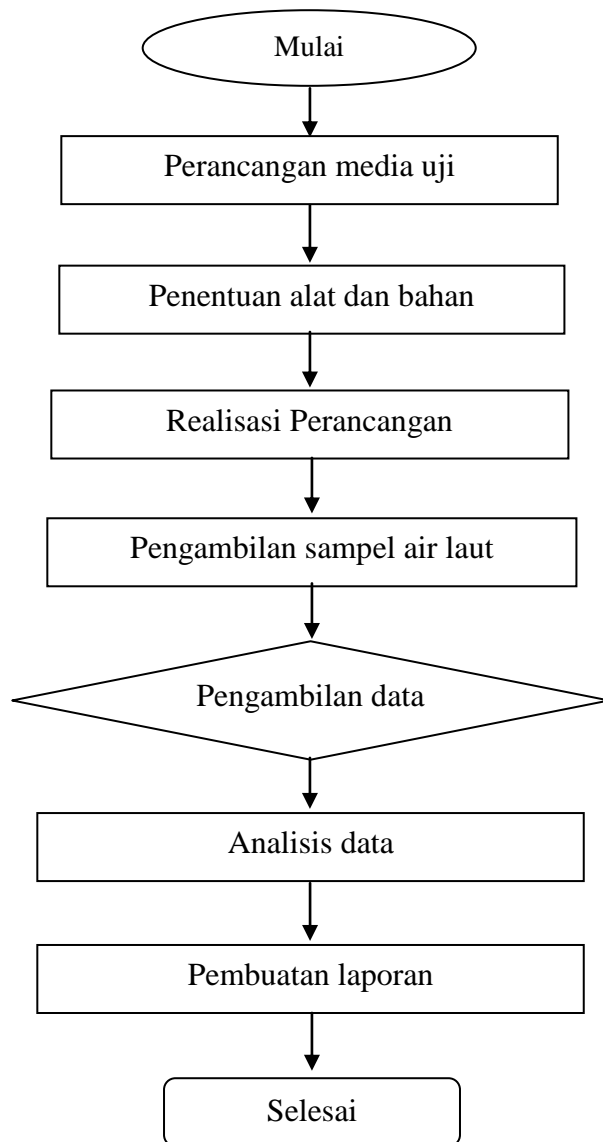 Mulai
Perancangan media uji
Penentuan alat dan bahan
Realisasi Perancangan
Pengambilan sampel air laut
Pengambilan data
Analisis data
Pembuatan laporan
Selesai